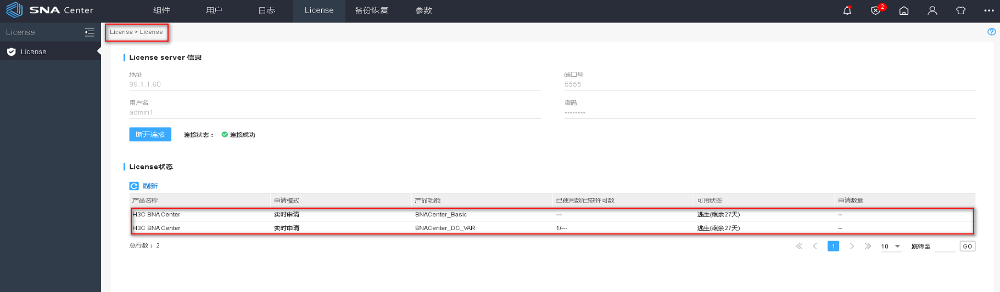 SNA Center 组件 用户 日志 License 备份恢复 参数 2
License
License > License
License
License server 信息
地址 端口号
99.1.1.60 5555
用户名 密码
admin1 ••••••••
断开连接 连接状态： 连接成功
License状态
刷新
产品名称 申请模式 产品功能 已使用数/已获许可数 可用状态 申请数量
H3C SNA Center 实时申请 SNACenter_Basic --- 逃生(剩余27天) --
H3C SNA Center 实时申请 SNACenter_DC_VAR 1/--- 逃生(剩余27天) --
总行数： 2 1 10 跳转至 GO